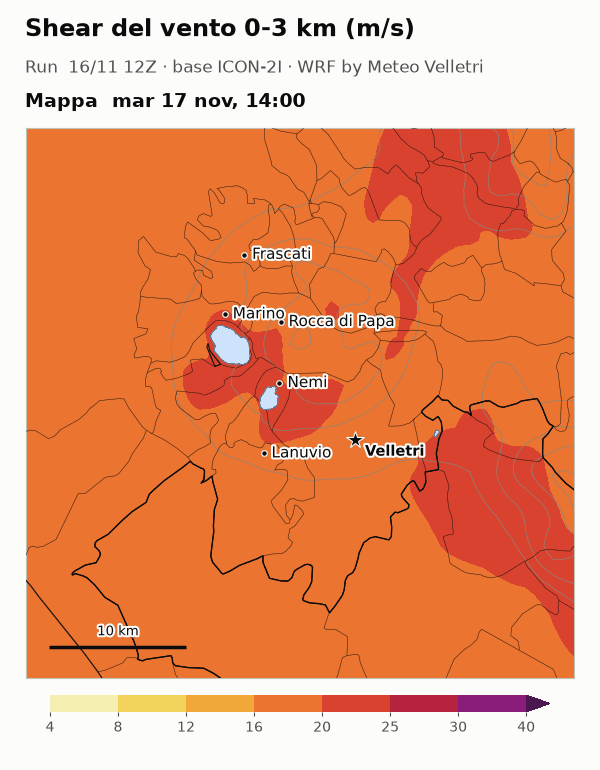 Shear del vento 0-3 km (m/s)
Run  16/11 12Z · base ICON-2I · WRF by Meteo Velletri
Mappa  mar 17 nov, 14:00
Frascati
Marino
Rocca di Papa
Nemi
Velletri
Lanuvio
10 km
4 8 12 16 20 25 30 40